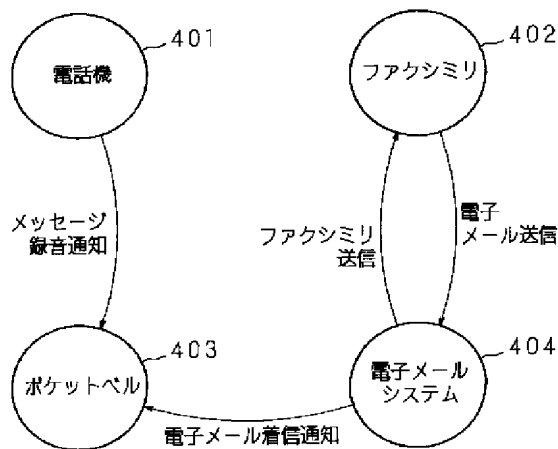 401
電話機
402
ファクシミリ
メッセージ
録音通知
ファクシミリ
送信
電子
メール送信
403
ポケットベル
404
電子メール
システム
電子メール着信通知